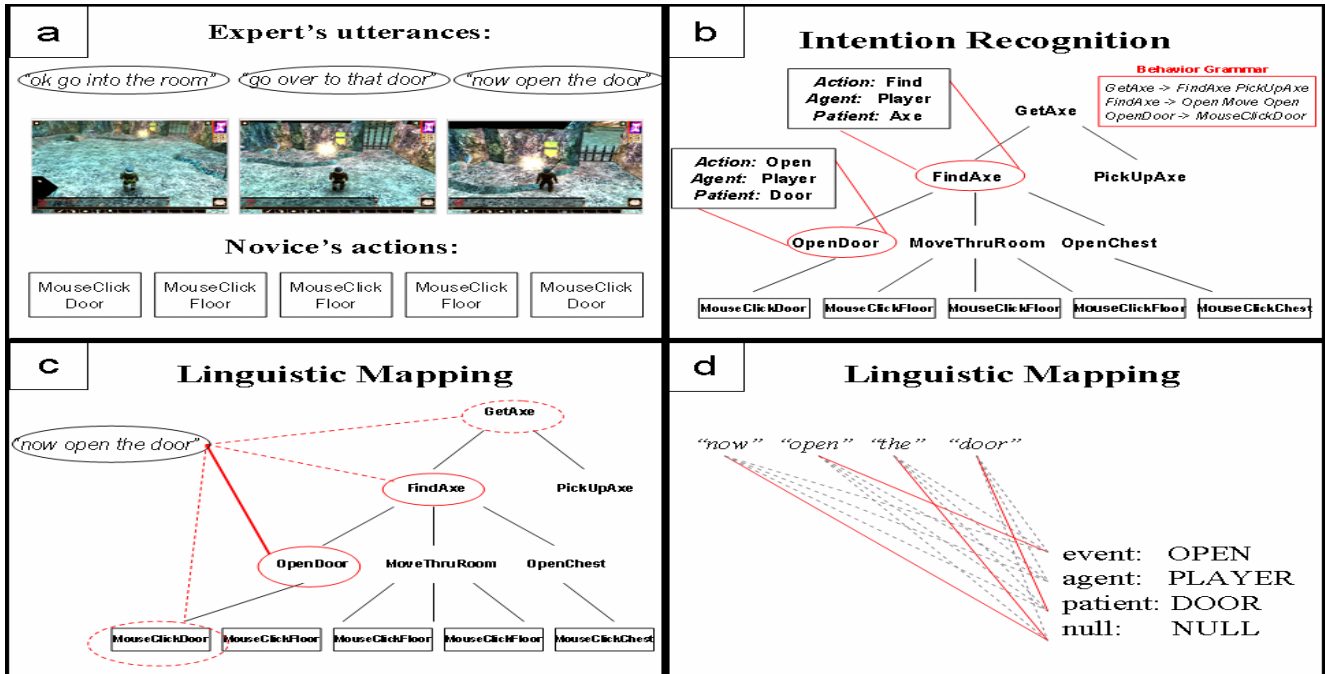 a
Expert's utterances:
"ok go into the room" "go over to that door" "now open the door"
Novice's actions:
MouseClick Door
MouseClick Floor
MouseClick Floor
MouseClick Floor
MouseClick Door
b
Intention Recognition
Behavior Grammar
GetAxe -> FindAxe PickUpAxe
FindAxe -> Open Move Open
OpenDoor -> MouseClickDoor
Action: Find
Agent: Player
Patient: Axe
GetAxe
Action: Open
Agent: Player
Patient: Door
FindAxe PickUpAxe
OpenDoor MoveThruRoom OpenChest
MouseClickDoor MouseClickFloor MouseClickFloor MouseClickFloor MouseClickChest
c
Linguistic Mapping
GetAxe
"now open the door"
FindAxe PickUpAxe
OpenDoor MoveThruRoom OpenChest
MouseClickDoor MouseClickFloor MouseClickFloor MouseClickFloor MouseClickChest
d
Linguistic Mapping
"now" "open" "the" "door"
event: OPEN
agent: PLAYER
patient: DOOR
null: NULL